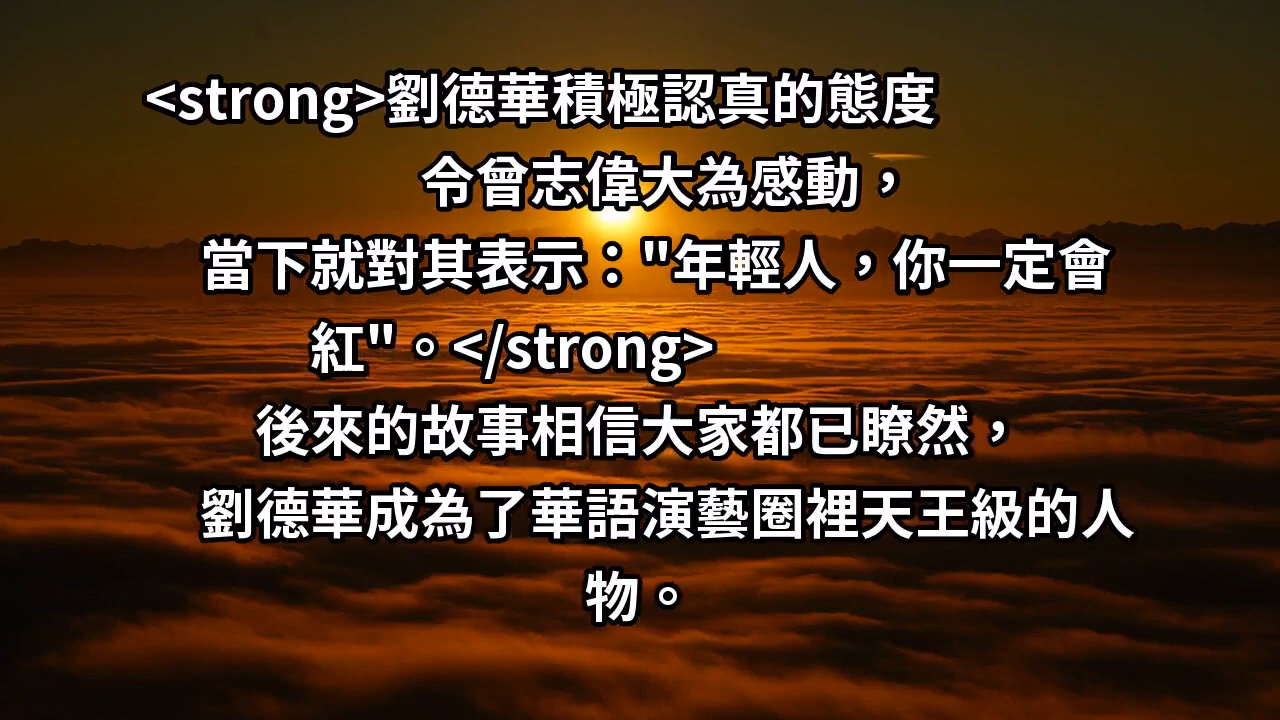 <strong>劉德華積極認真的態度
令曾志偉大為感動，
當下就對其表示："年輕人，你一定會
紅"。</strong>
後來的故事相信大家都已瞭然，
劉德華成為了華語演藝圈裡天王級的人
物。